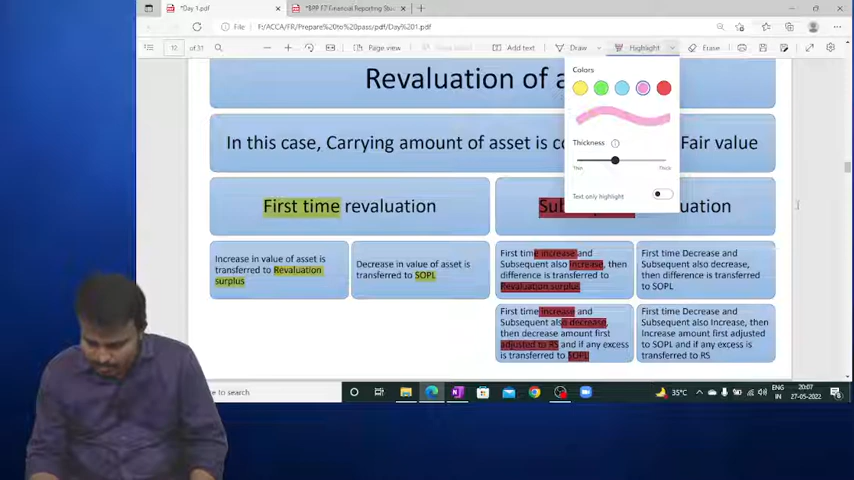 *Day 1.pdf
*BPP F7 Financial Reporting Stu
File
F:/ACCA/FR/Prepare%20to%20pass/pdf/Day%201.pdf
12 of 31
Page view
Add text
Draw
Highlight
Erase
Colors
Thickness
Thin
Thick
Text only highlight
Revaluation of a
In this case, Carrying amount of asset is co
Fair value
First time revaluation
uation
Increase in value of asset is
transferred to Revaluation
surplus
Decrease in value of asset is
transferred to SOPL
First time increase and
Subsequent also Increase, then
difference is transferred to
Revaluation surplus
First time Decrease and
Subsequent also decrease,
then difference is transferred
to SOPL
First time increase and
Subsequent also decrease,
then decrease amount first
adjusted to RS and if any excess
is transferred to SOPL
First time Decrease and
Subsequent also Increase, then
Increase amount first adjusted
to SOPL and if any excess is
transferred to RS
e to search
35°C
ENG
IN
20:07
27-05-2022